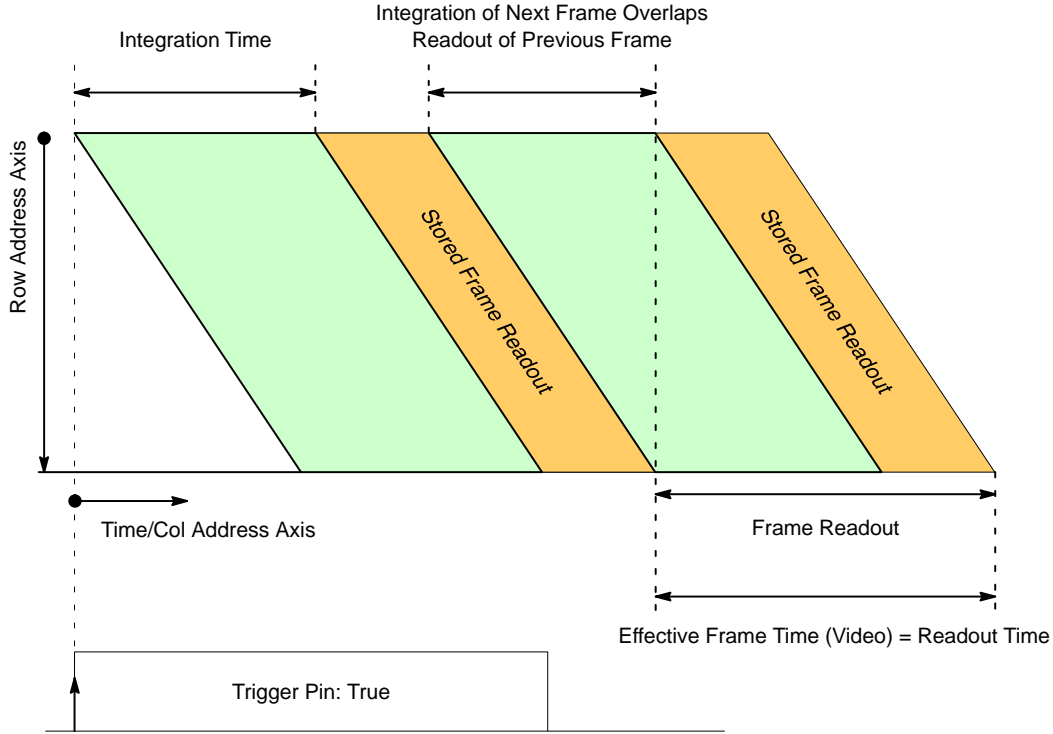 Integration of Next Frame Overlaps
Integration Time
Readout of Previous Frame
Row Address Axis
Stored Frame Readout
Stored Frame Readout
Time/Col Address Axis
Frame Readout
Effective Frame Time (Video) = Readout Time
Trigger Pin: True